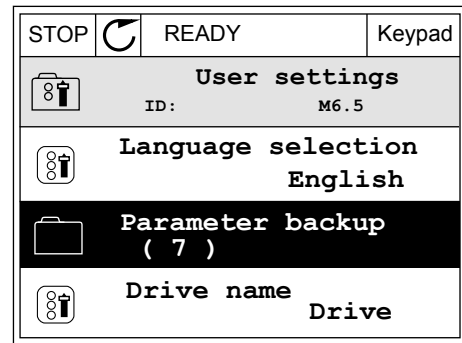 STOP READY Keypad
User settings
ID: M6.5
Language selection
English
Parameter backup
( 7 )
Drive name
Drive